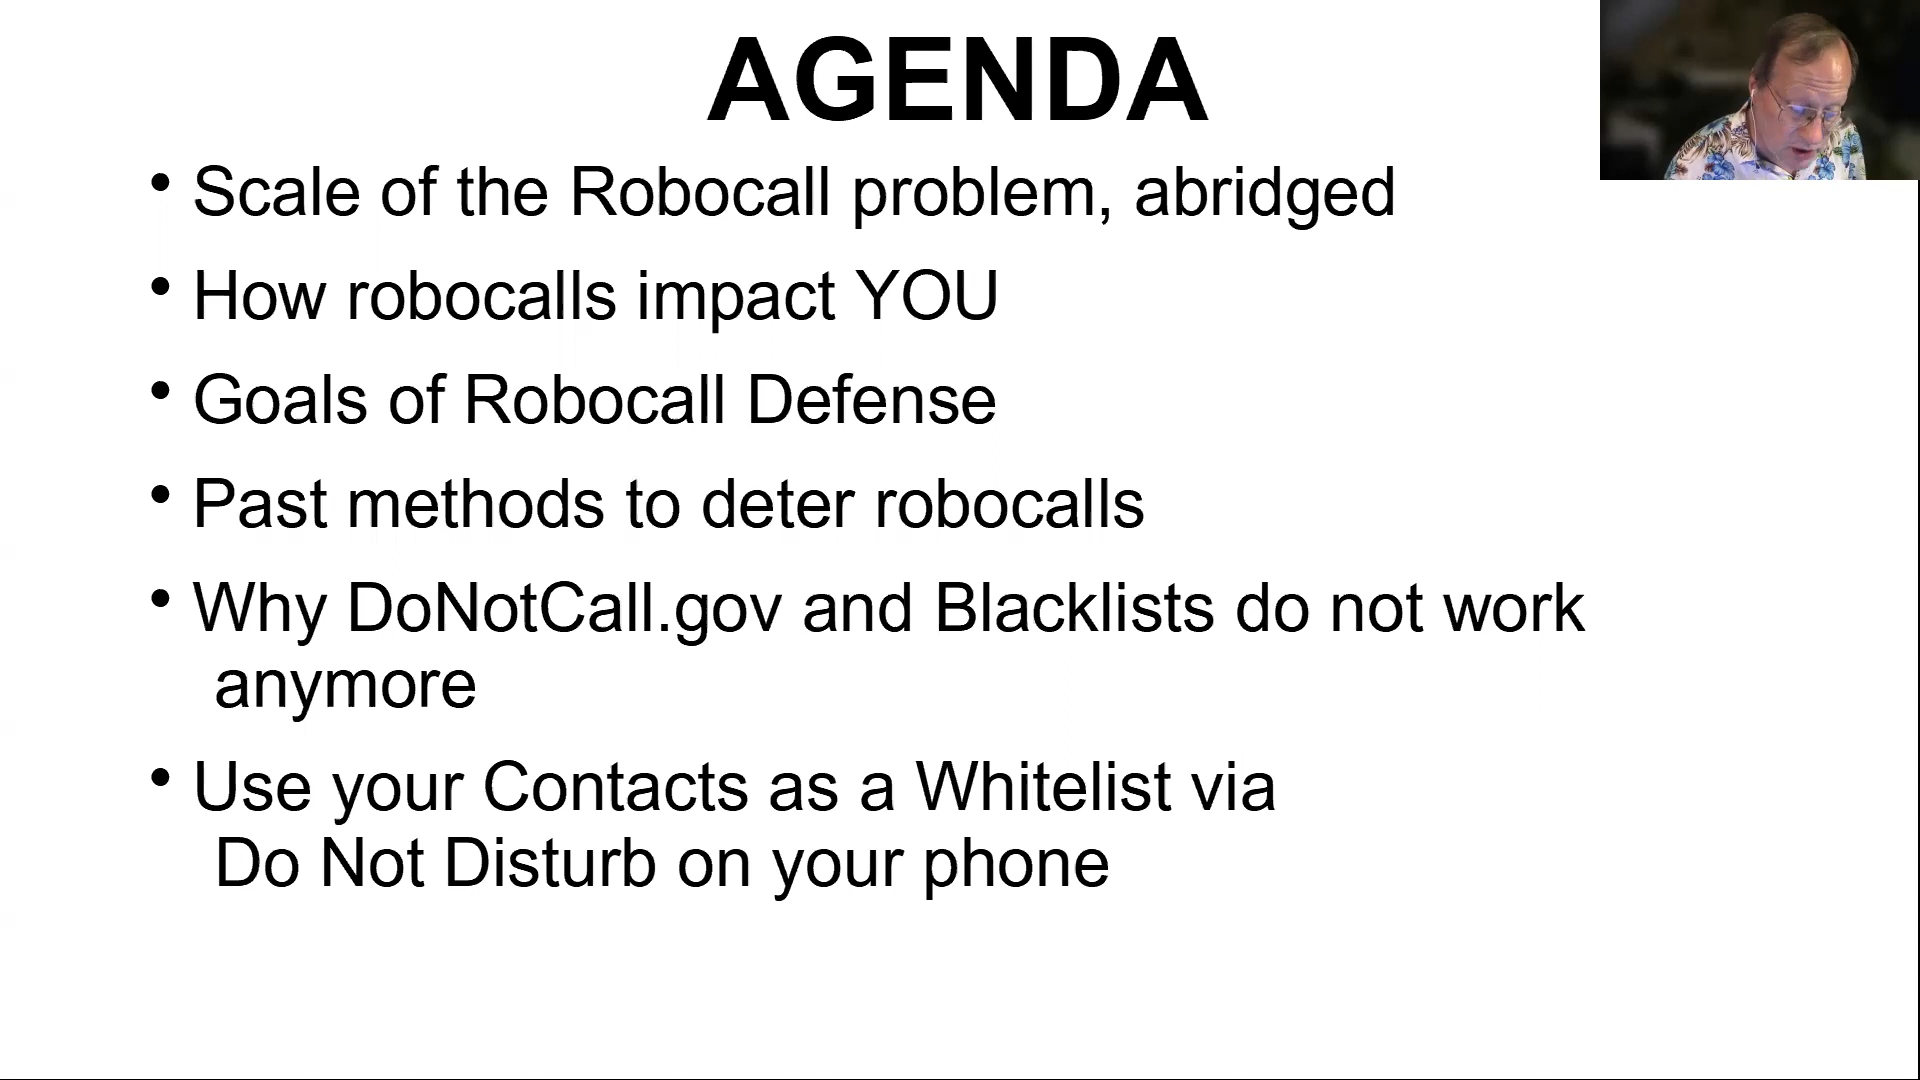 AGENDA
• Scale of the Robocall problem, abridged
• How robocalls impact YOU
• Goals of Robocall Defense
• Past methods to deter robocalls
• Why DoNotCall.gov and Blacklists do not work
anymore
• Use your Contacts as a Whitelist via
Do Not Disturb on your phone